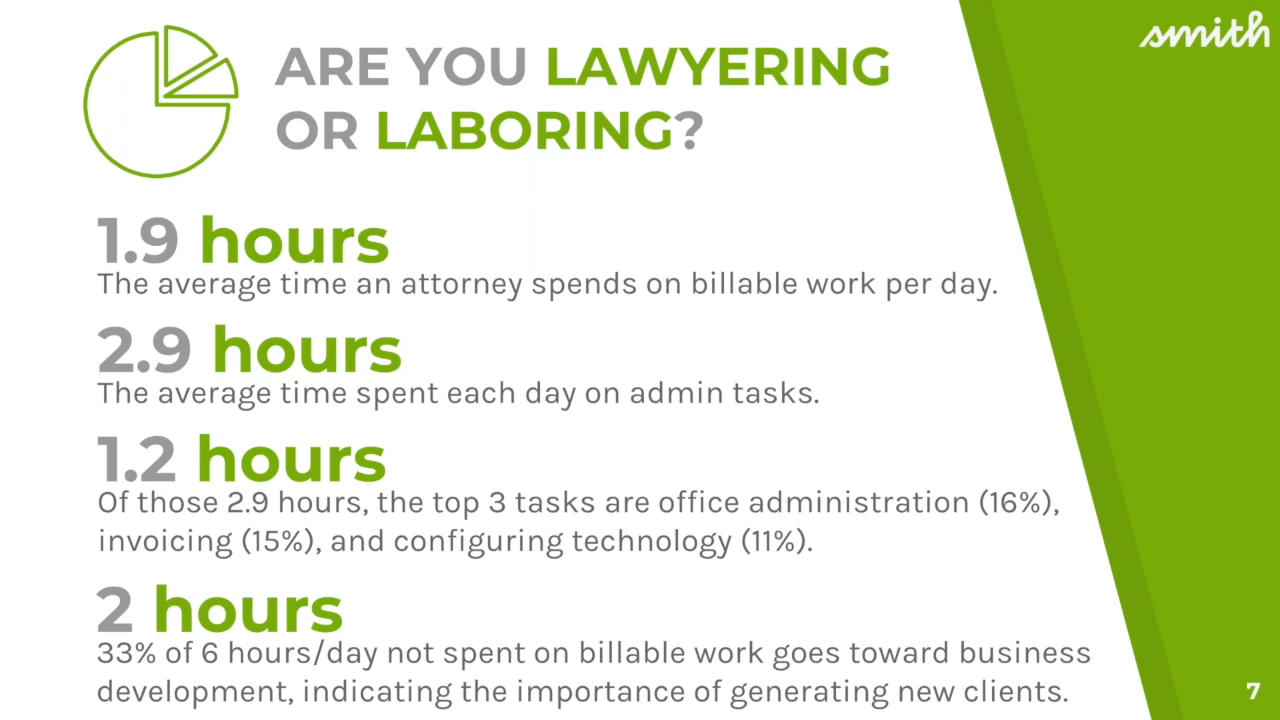 smith
ARE YOU LAWYERING
OR LABORING?
1.9 hours
The average time an attorney spends on billable work per day.
2.9 hours
The average time spent each day on admin tasks.
1.2 hours
Of those 2.9 hours, the top 3 tasks are office administration (16%),
invoicing (15%), and configuring technology (11%).
2 hours
33% of 6 hours/day not spent on billable work goes toward business
development, indicating the importance of generating new clients.
7